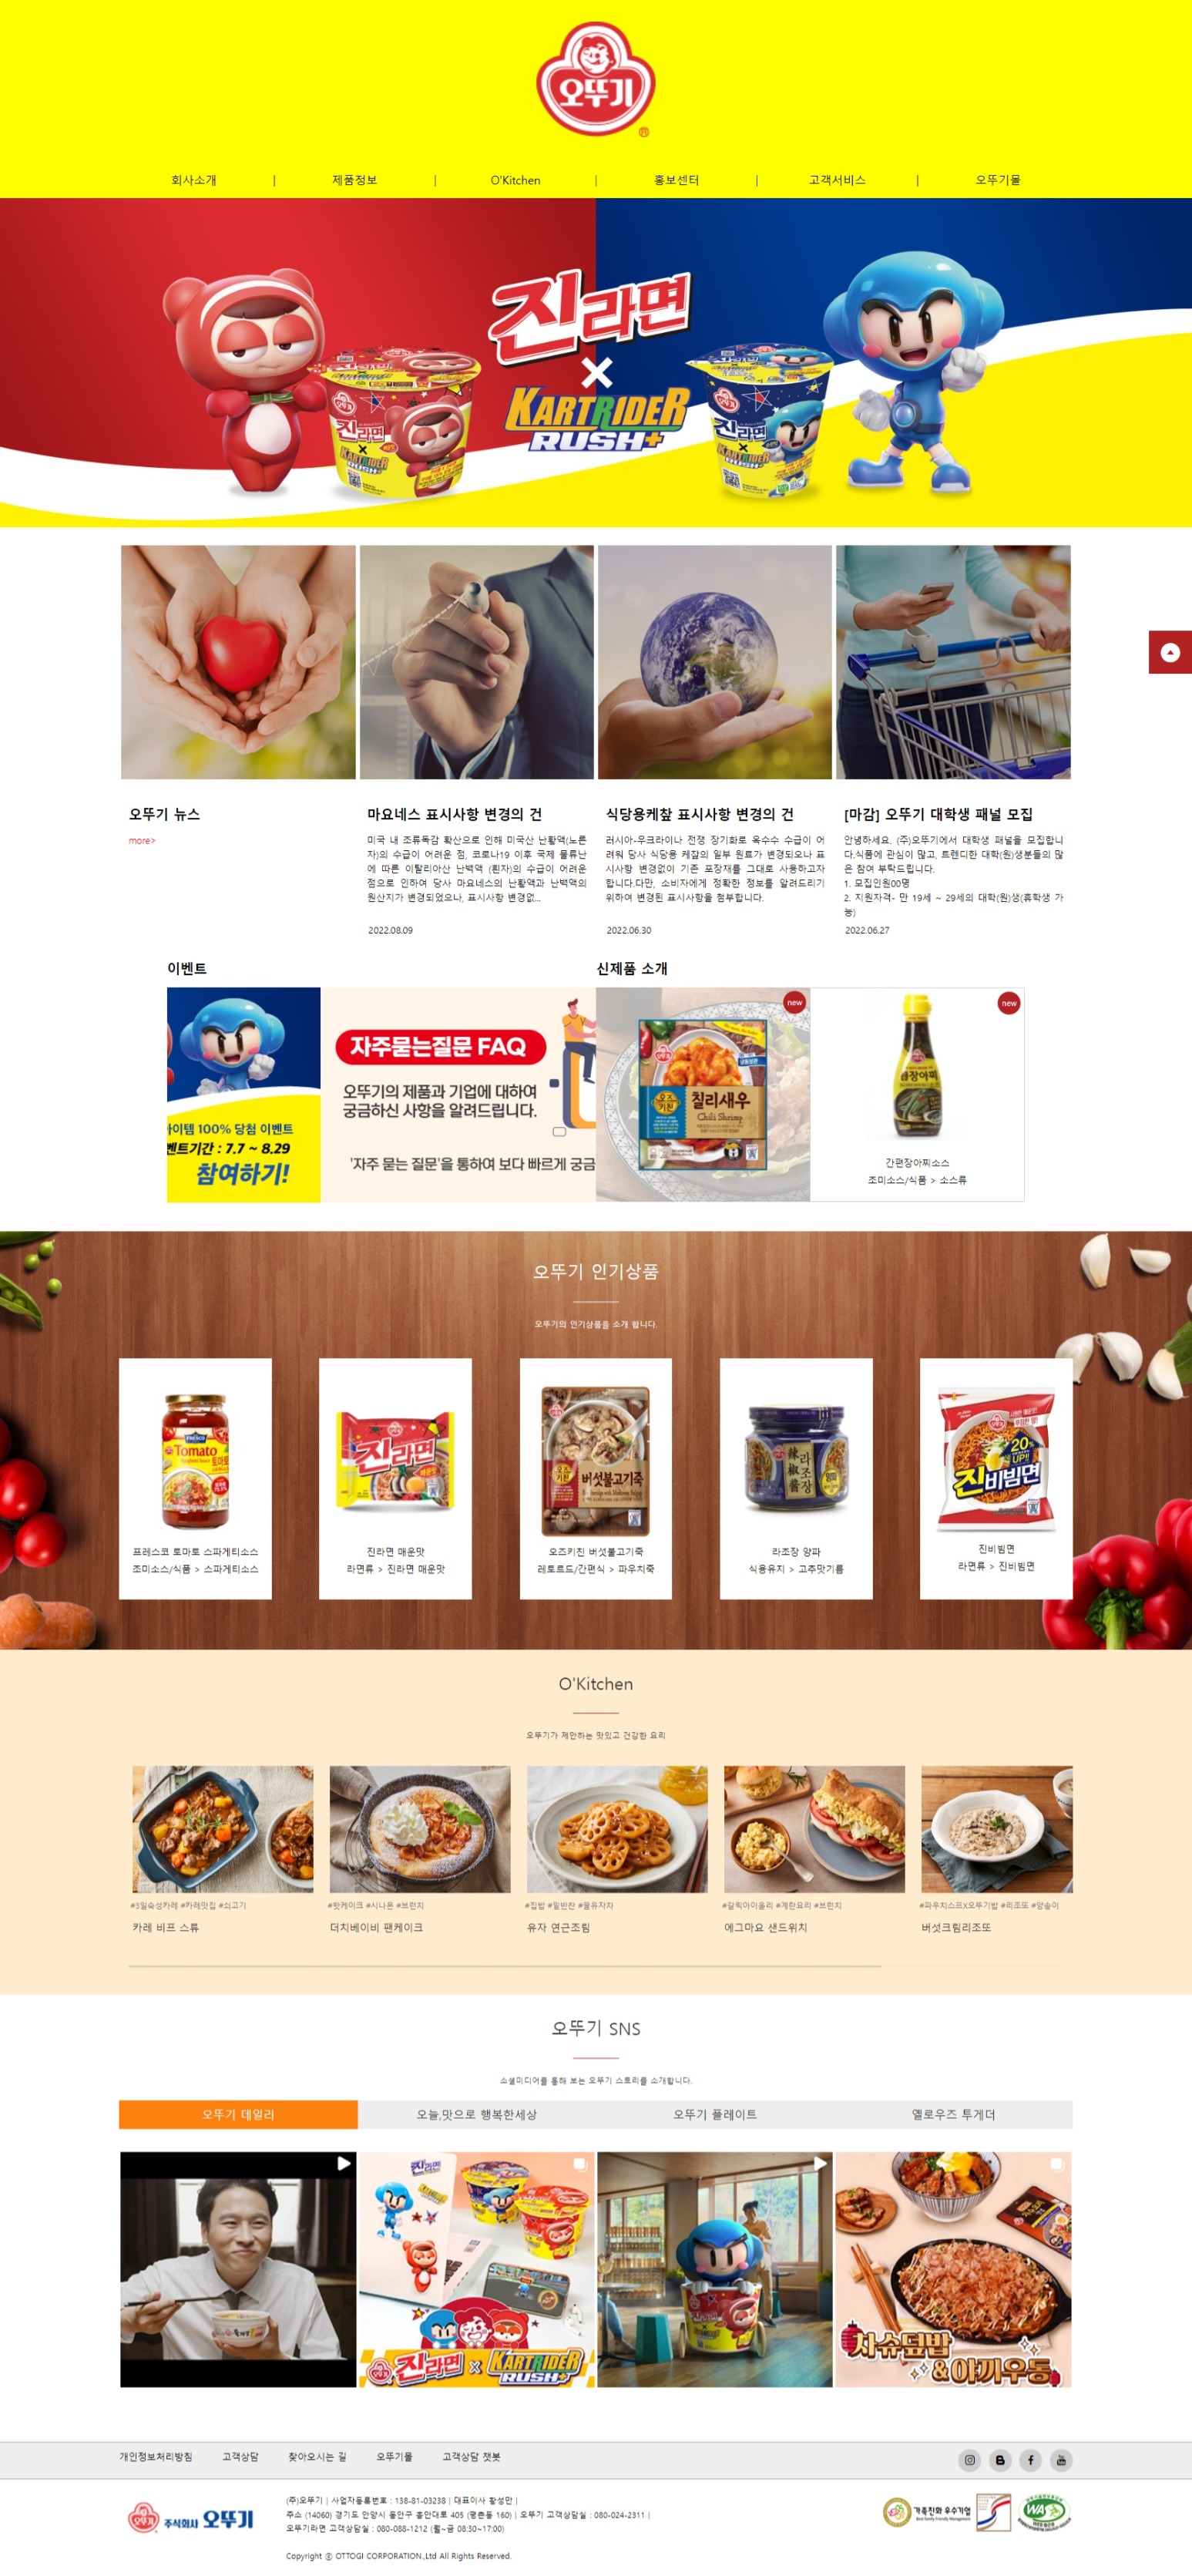 오뚜기
회사소개 | 제품정보 | O'Kitchen | 홍보센터 | 고객서비스 | 오뚜기몰
진라면
×
KARTRIDER
RUSH+
오뚜기 뉴스
more>
마요네스 표시사항 변경의 건
미국 내 조류독감 확산으로 인해 미국산 난황액(노른
자)의 수급이 어려운 점, 코로나19 이후 국제 물류난
에 따른 이탈리아산 난백액 (흰자)의 수급이 어려운
점으로 인하여 당사 마요네스의 난황액과 난백액의
원산지가 변경되었으나, 표시사항 변경없...
2022.08.09
식당용케찹 표시사항 변경의 건
러시아-우크라이나 전쟁 장기화로 옥수수 수급이 어
려워 당사 식당용 케찰의 일부 원료가 변경되오나 표
시사항 변경없이 기존 포장재를 그대로 사용하고자
합니다.다만, 소비자에게 정확한 정보를 알려드리기
위하여 변경된 표시사항을 첨부합니다.
2022.06.30
[마감] 오뚜기 대학생 패널 모집
안녕하세요. (주)오뚜기에서 대학생 패널을 모집합니
다.식품에 관심이 많고, 트렌디한 대학(원)생분들의 많
은 참여 부탁드립니다.
1. 모집인원00명
2. 지원자격- 만 19세 ~ 29세의 대학(원)생(휴학생 가
능)
2022.06.27
이벤트
아이템 100% 당첨 이벤트
벤트기간 : 7.7 ~ 8.29
참여하기!
자주묻는질문 FAQ
오뚜기의 제품과 기업에 대하여
궁금하신 사항을 알려드립니다.
'자주 묻는 질문'을 통하여 보다 빠르게 궁금
신제품 소개
new
오즈키친
칠리새우
Chili Shrimp
new
간편장아찌소스
조미소스/식품 > 소스류
오뚜기 인기상품
오뚜기의 인기상품을 소개 합니다.
Tomato
프레스코 토마토 스파게티소스
조미소스/식품 > 스파게티소스
진라면
진라면 매운맛
라면류 > 진라면 매운맛
버섯불고기죽
오즈키친 버섯불고기죽
레토르트/간편식 > 파우치죽
라조장
라조장 양파
식용유지 > 고추맛기름
20%
UP!!
진비빔면
진비빔면
라면류 > 진비빔면
O'Kitchen
오뚜기가 제안하는 맛있고 건강한 요리
#3일숙성카레 #카레맛집 #쇠고기
카레 비프 스튜
#핫케이크 #시나몬 #브런치
더치베이비 팬케이크
#집밥 #밑반찬 #꿀유자차
유자 연근조림
#갈릭아이올리 #계란요리 #브런치
에그마요 샌드위치
#파우치스프X오뚜기밥 #리조또 #양송이
버섯크림리조또
오뚜기 SNS
소셜미디어를 통해 보는 오뚜기 스토리를 소개합니다.
오뚜기 데일리
오늘,맛으로 행복한세상
오뚜기 플레이트
옐로우즈 투게더
진라면 X KARTRIDER
RUSH+
차슈덮밥
&야끼우동
개인정보처리방침 고객상담 찾아오시는 길 오뚜기몰 고객상담 챗봇
주식회사 오뚜기
(주)오뚜기 | 사업자등록번호 : 138-81-03238 | 대표이사 황성만 |
주소 (14060) 경기도 안양시 동안구 흥안대로 405 (평촌동 160) | 오뚜기 고객상담실 : 080-024-2311 |
오뚜기라면 고객상담실 : 080-088-1212 (월~금 08:30~17:00)
Copyright ⓒ OTTOGI CORPORATION.,Ltd All Rights Reserved.
가족친화 우수기업
WA